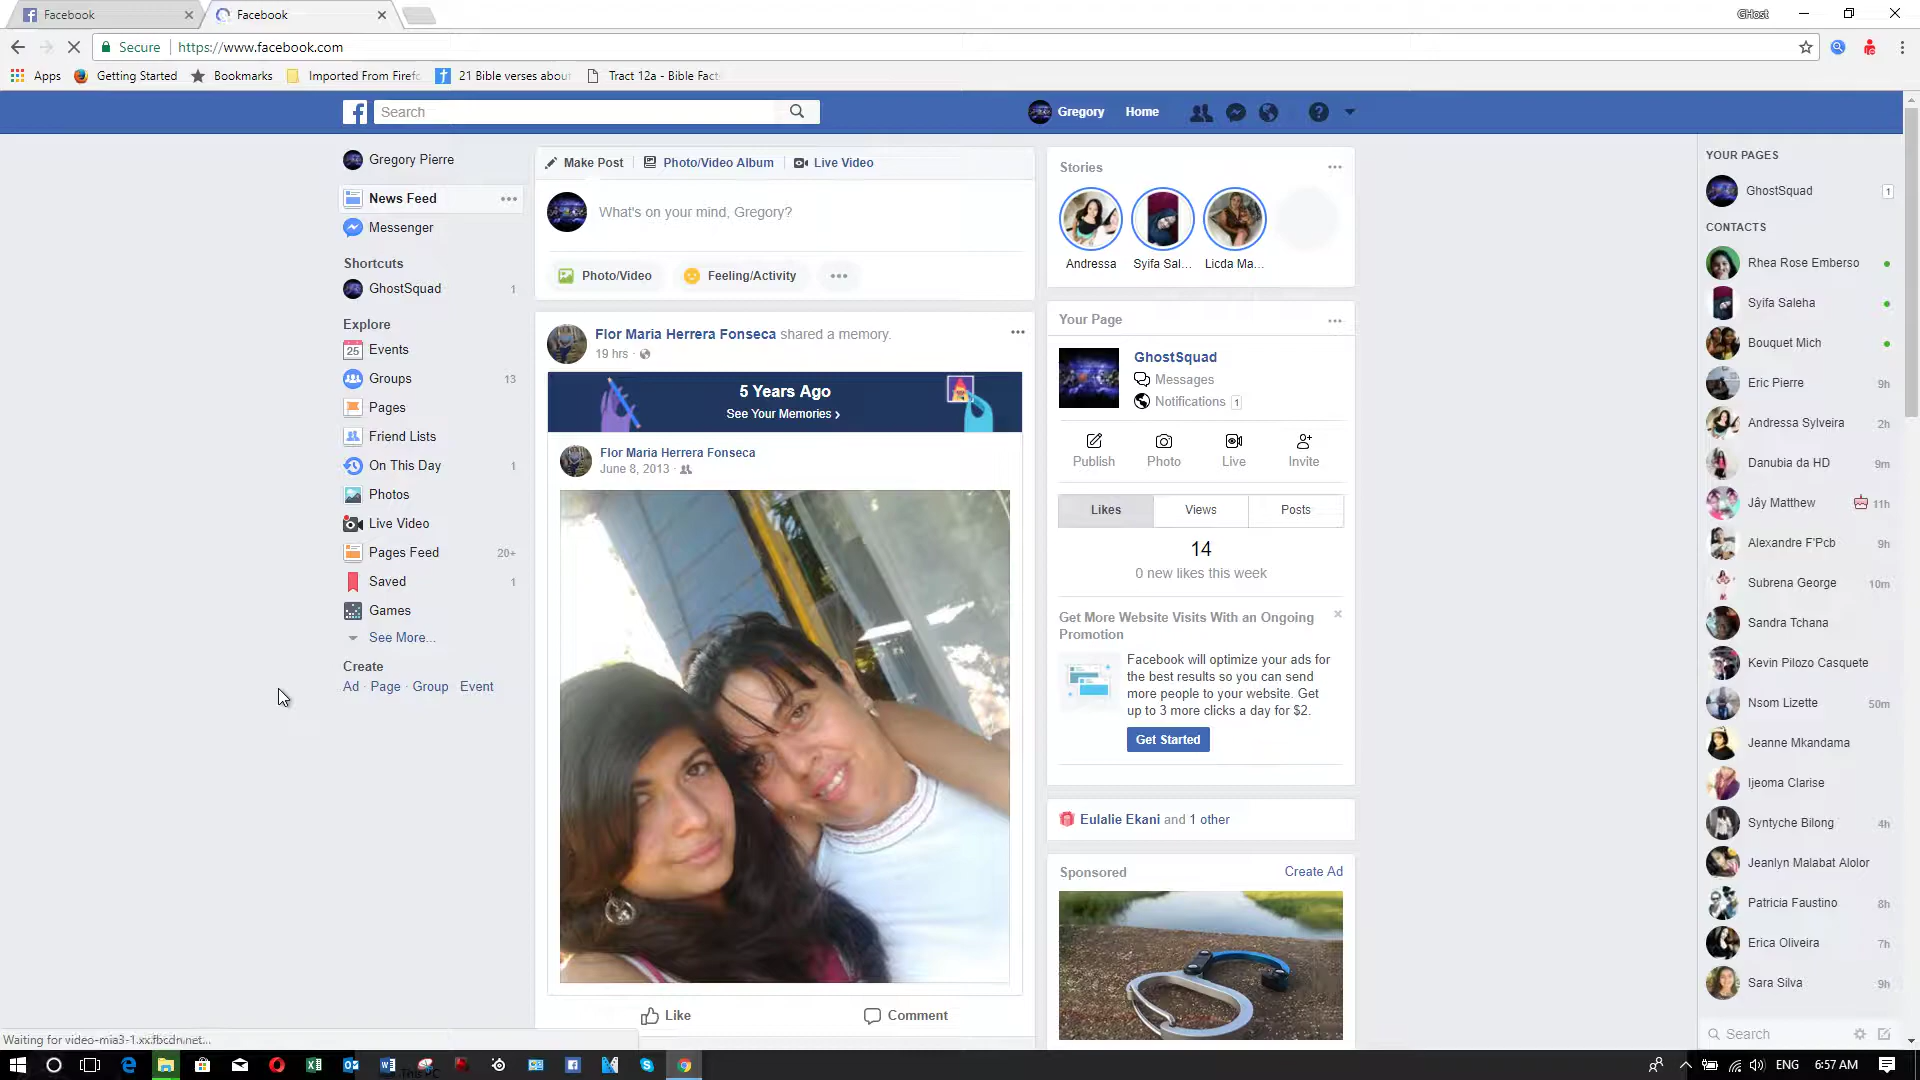 Facebook
Facebook
GHost
Secure
https://www.facebook.com
Apps
Getting Started
Bookmarks
Imported From Firefo
21 Bible verses about
Tract 12a - Bible Fact
Search
Gregory
Home
Gregory Pierre
News Feed
Messenger
Shortcuts
GhostSquad 1
Explore
25 Events
Groups 13
Pages
Friend Lists
On This Day 1
Photos
Live Video
Pages Feed 20+
Saved 1
Games
See More...
Create
Ad · Page · Group · Event
Make Post
Photo/Video Album
Live Video
What's on your mind, Gregory?
Photo/Video
Feeling/Activity
Flor Maria Herrera Fonseca shared a memory.
19 hrs ·
5 Years Ago
See Your Memories ›
Flor Maria Herrera Fonseca
June 8, 2013 ·
Like
Comment
Stories
Andressa
Syifa Sal...
Licda Ma...
Your Page
GhostSquad
Messages
Notifications 1
Publish
Photo
Live
Invite
Likes
Views
Posts
14
0 new likes this week
Get More Website Visits With an Ongoing
Promotion
Facebook will optimize your ads for
the best results so you can send
more people to your website. Get
up to 3 more clicks a day for $2.
Get Started
Eulalie Ekani and 1 other
Sponsored
Create Ad
YOUR PAGES
GhostSquad 1
CONTACTS
Rhea Rose Emberso
Syifa Saleha
Bouquet Mich
Eric Pierre 9h
Andressa Sylveira 2h
Danubia da HD 9m
Jây Matthew 11h
Alexandre F'Pcb 9h
Subrena George 10m
Sandra Tchana
Kevin Pilozo Casquete
Nsom Lizette 50m
Jeanne Mkandama
Ijeoma Clarise
Syntyche Bilong 4h
Jeanlyn Malabat Alolor
Patricia Faustino 8h
Erica Oliveira 7h
Sara Silva 9h
Search
Waiting for video-mia3-1.xx.fbcdn.net...
This PC
ENG
6:57 AM